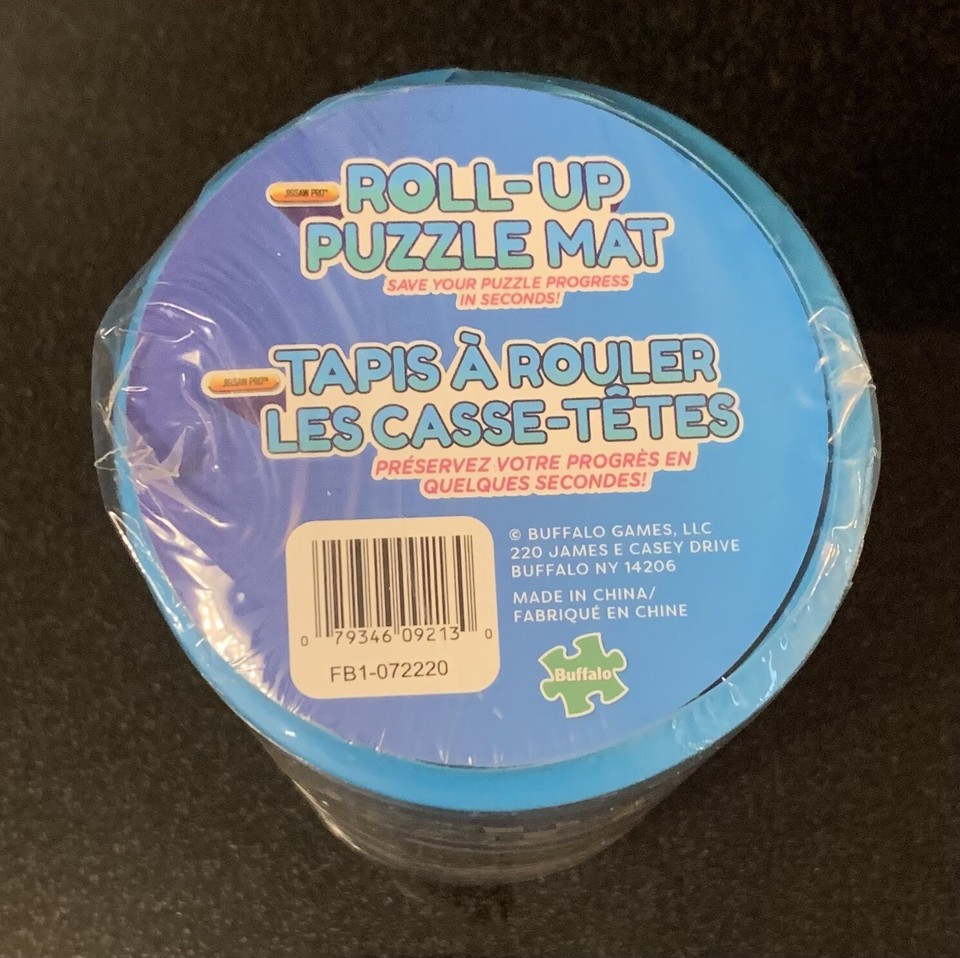 JIGSAW PRO™
ROLL-UP
PUZZLE MAT
SAVE YOUR PUZZLE PROGRESS
IN SECONDS!
JIGSAW PRO™
TAPIS À ROULER
LES CASSE-TÊTES
PRÉSERVEZ VOTRE PROGRÈS EN
QUELQUES SECONDES!
© BUFFALO GAMES, LLC
220 JAMES E CASEY DRIVE
BUFFALO NY 14206
MADE IN CHINA/
FABRIQUÉ EN CHINE
0 79346 09213 0
FB1-072220
Buffalo